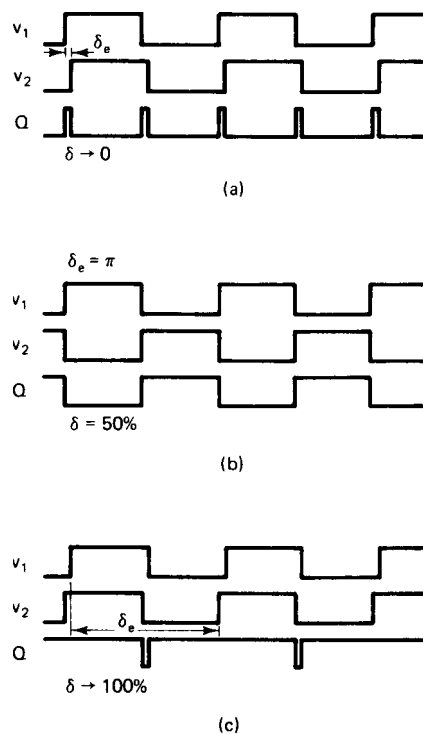 v₁
δₑ
v₂
Q
δ → 0
(a)
δₑ = π
v₁
v₂
Q
δ = 50%
(b)
v₁
v₂
δₑ
Q
δ → 100%
(c)